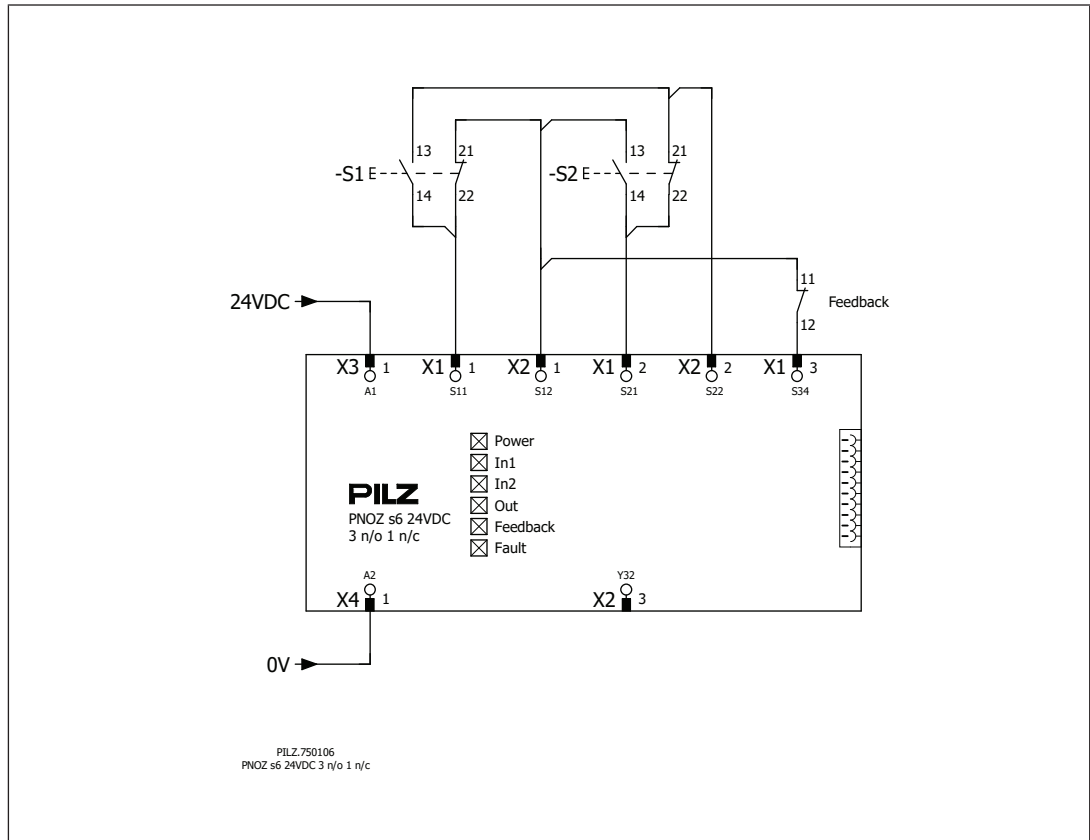 13 21 13 21
-S1 E -S2 E
14 22 14 22
11
24VDC Feedback
12
X3 1 X1 1 X2 1 X1 2 X2 2 X1 3
A1 S11 S12 S21 S22 S34
Power
In1
PILZ In2
PNOZ s6 24VDC Out
3 n/o 1 n/c Feedback
Fault
A2 Y32
X4 1 X2 3
0V
PILZ.750106
PNOZ s6 24VDC 3 n/o 1 n/c